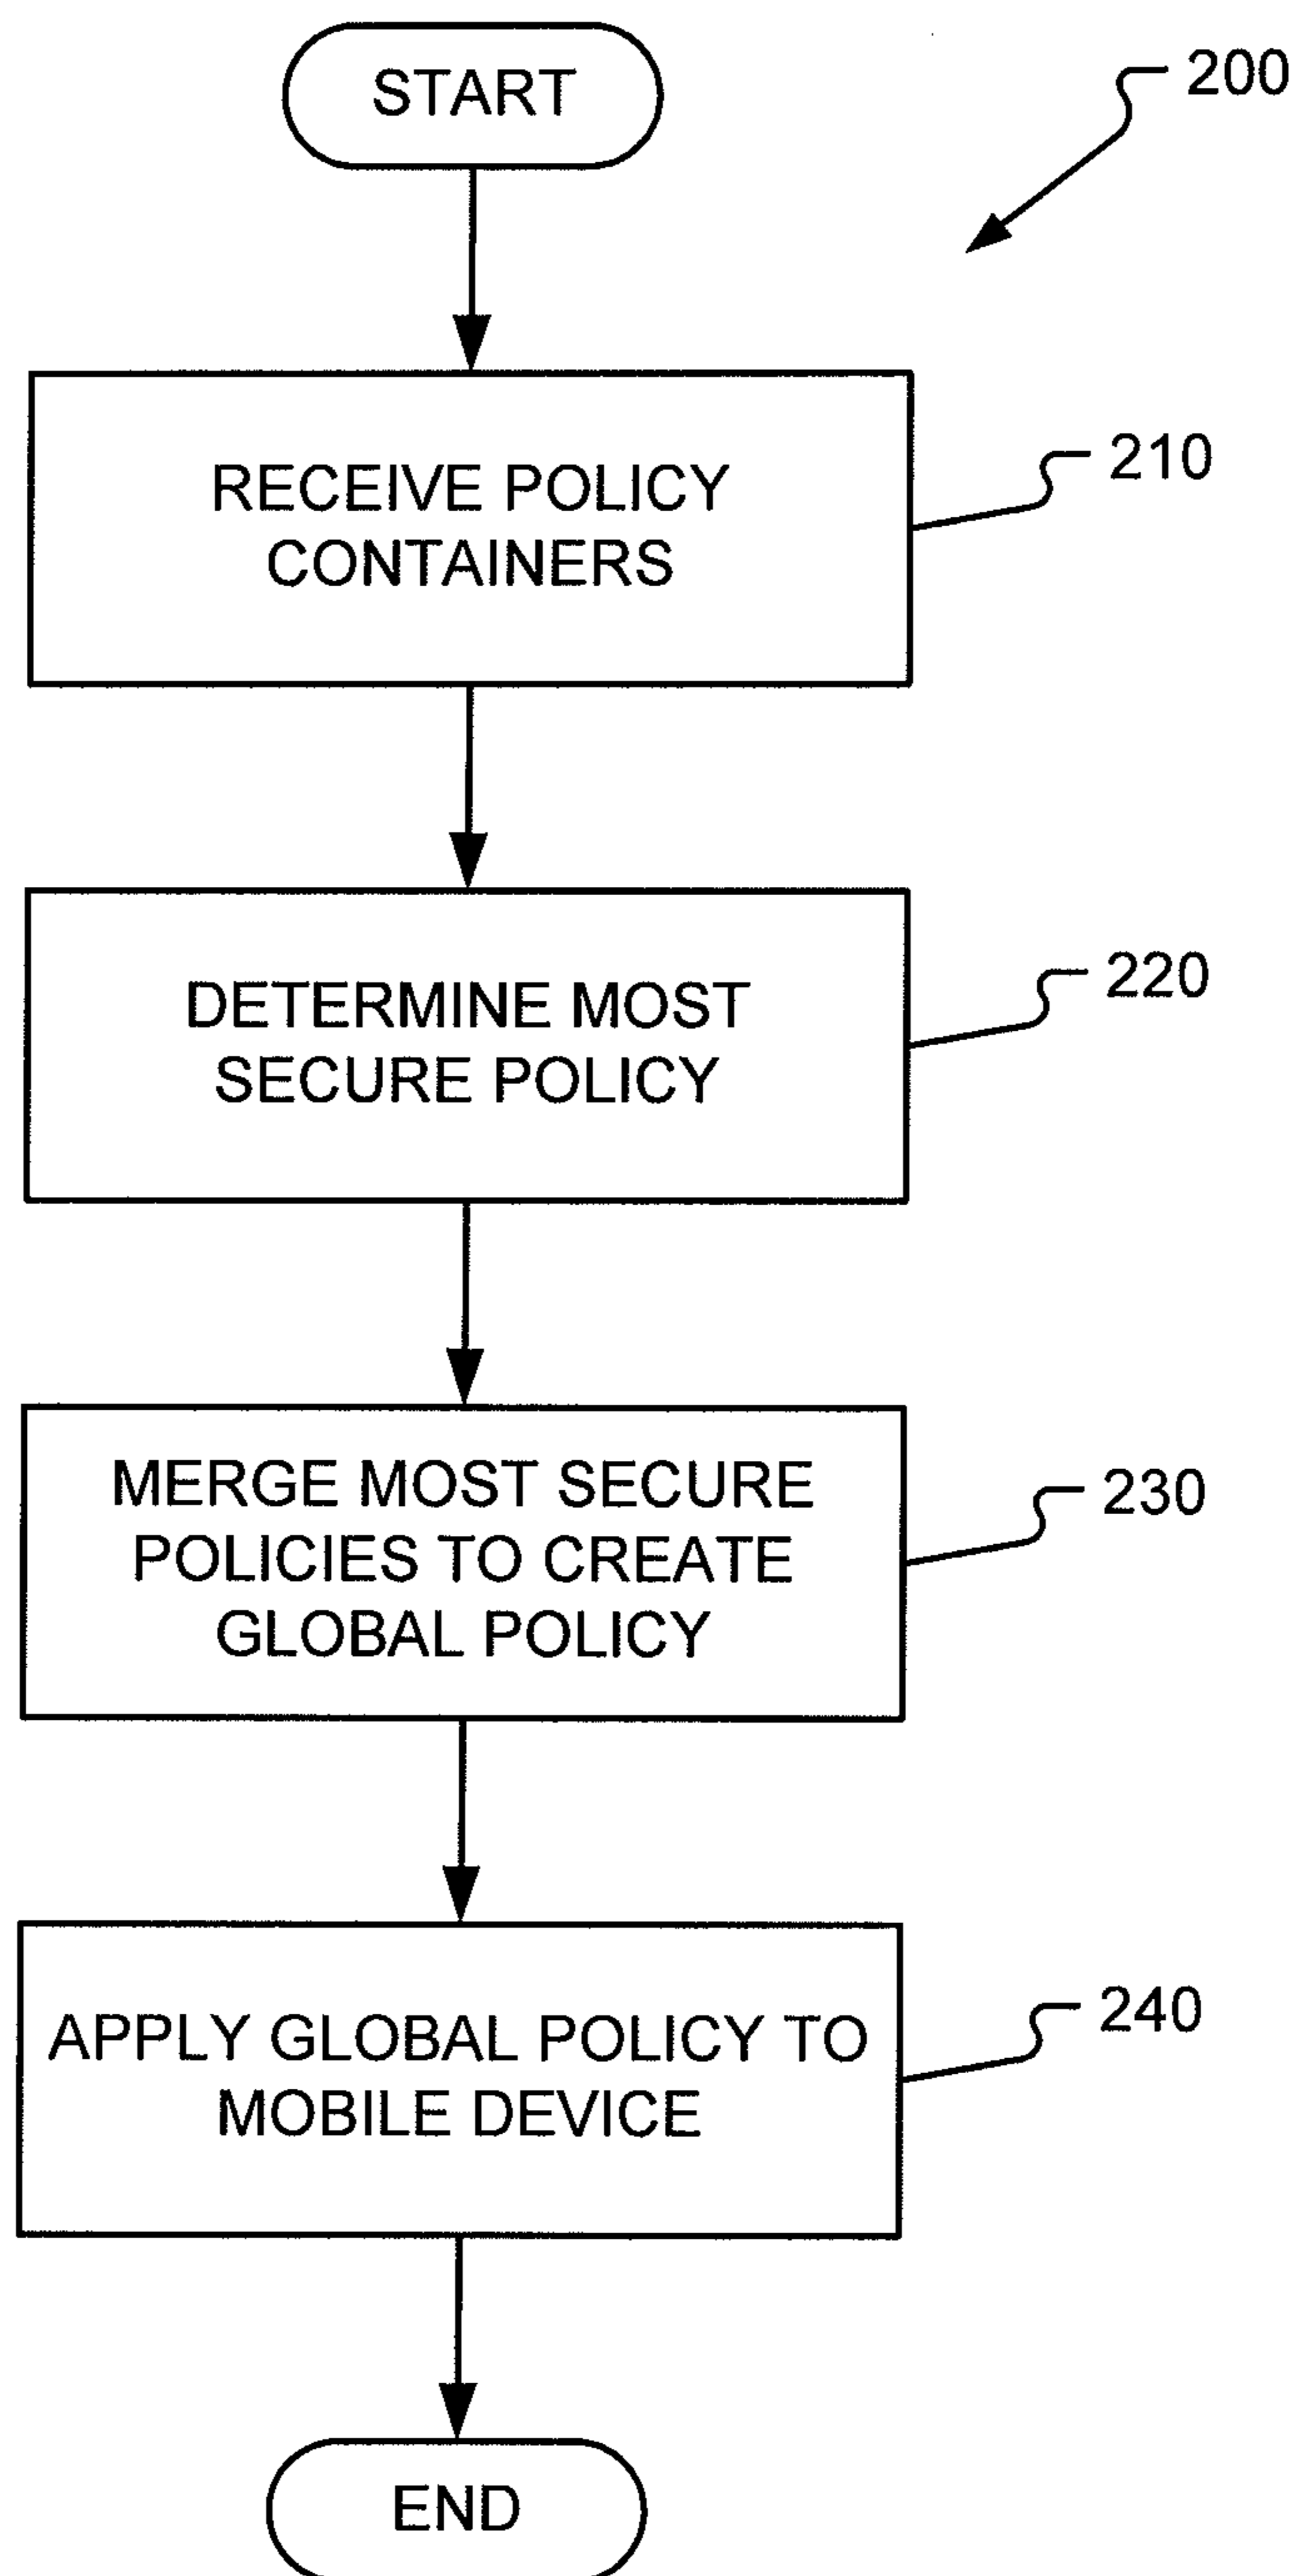 START
200
RECEIVE POLICY
CONTAINERS
210
DETERMINE MOST
SECURE POLICY
220
MERGE MOST SECURE
POLICIES TO CREATE
GLOBAL POLICY
230
APPLY GLOBAL POLICY TO
MOBILE DEVICE
240
END